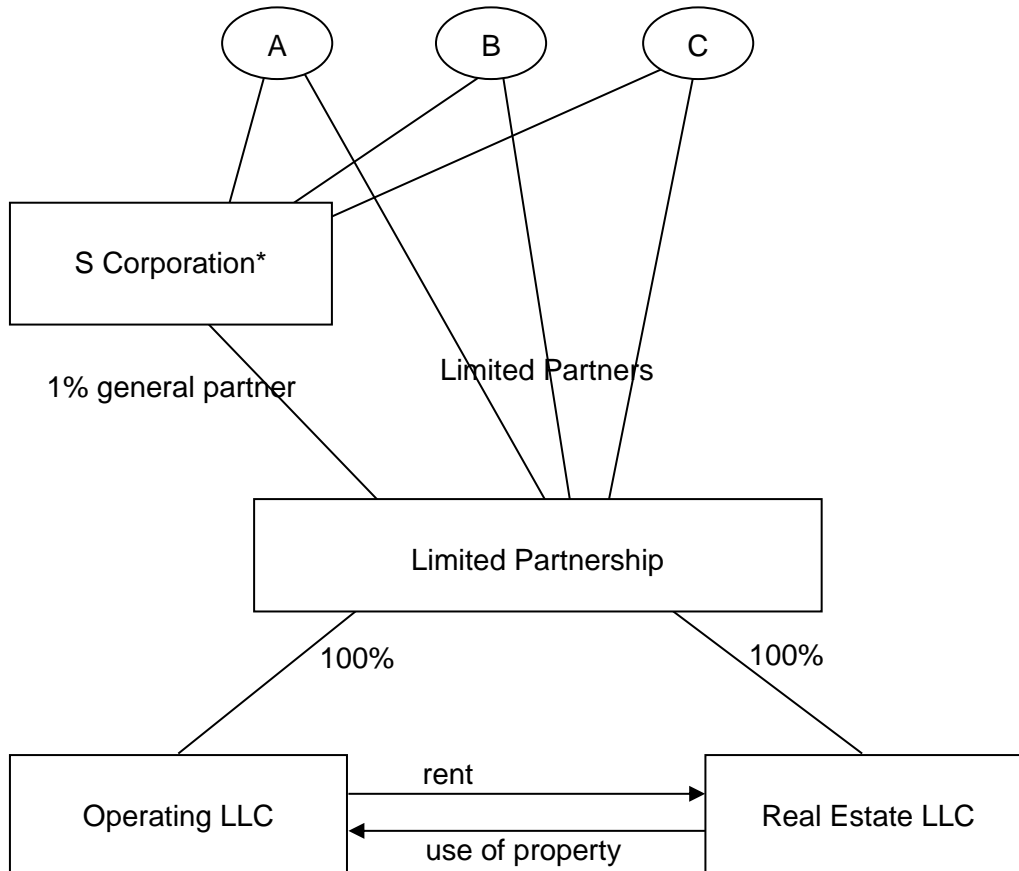 A
B
C
S Corporation*
Limited Partners
1% general partner
Limited Partnership
100%
100%
rent
Operating LLC
Real Estate LLC
use of property